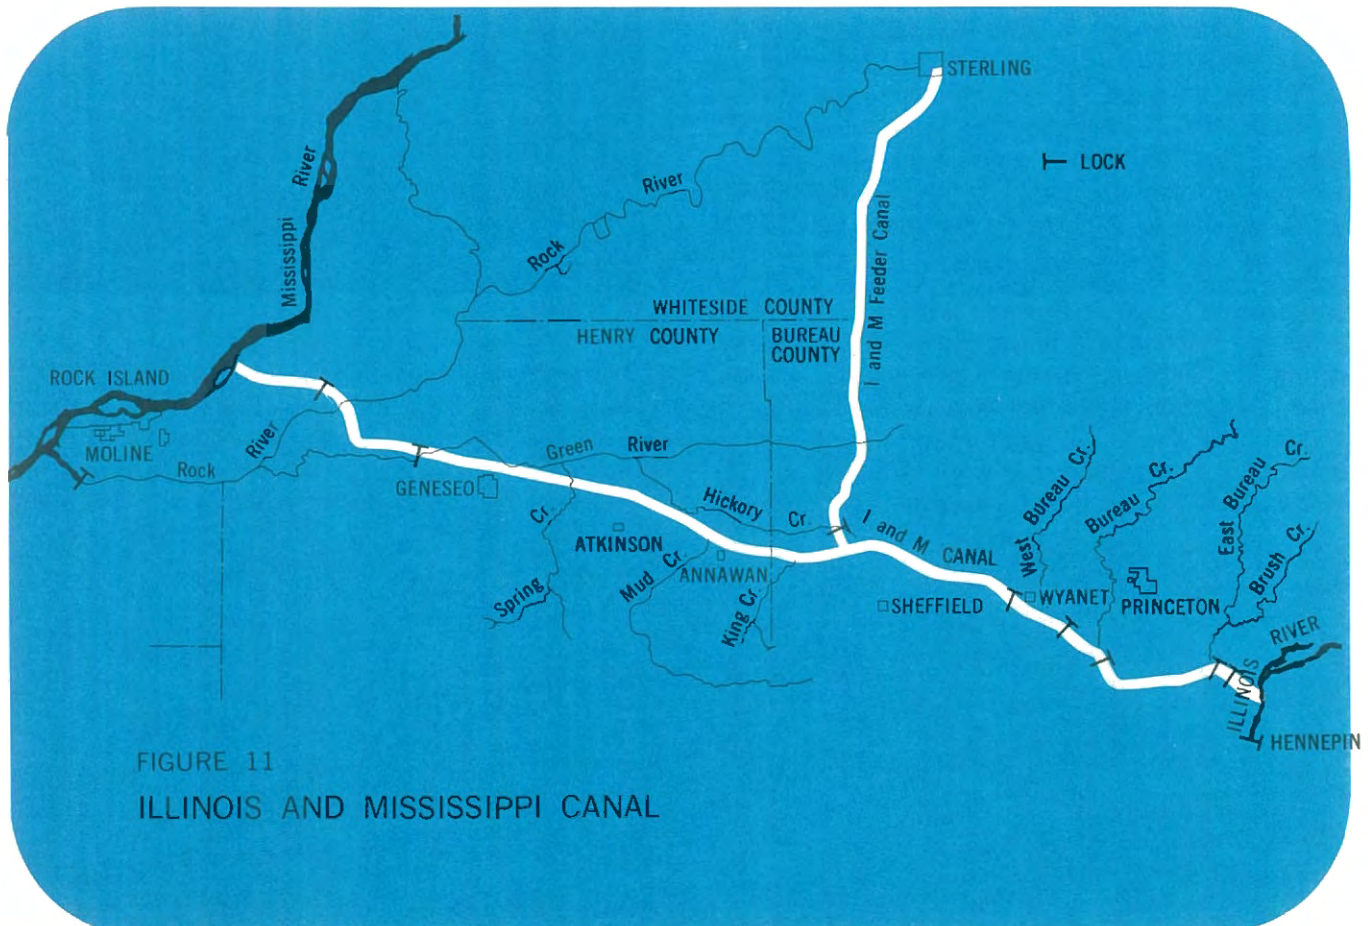 STERLING
LOCK
Mississippi River
Rock River
I and M Feeder Canal
WHITESIDE COUNTY
HENRY COUNTY
BUREAU
COUNTY
ROCK ISLAND
MOLINE
Rock River
Green River
GENESEO
Hickory Cr.
I and M CANAL
West Bureau Cr.
Bureau Cr.
East Bureau Cr.
Brush Cr.
Spring Cr.
ATKINSON
Mud Cr.
ANNAWAN
King Cr.
SHEFFIELD
WYANET
PRINCETON
ILLINOIS RIVER
HENNEPIN
FIGURE 11
ILLINOIS AND MISSISSIPPI CANAL